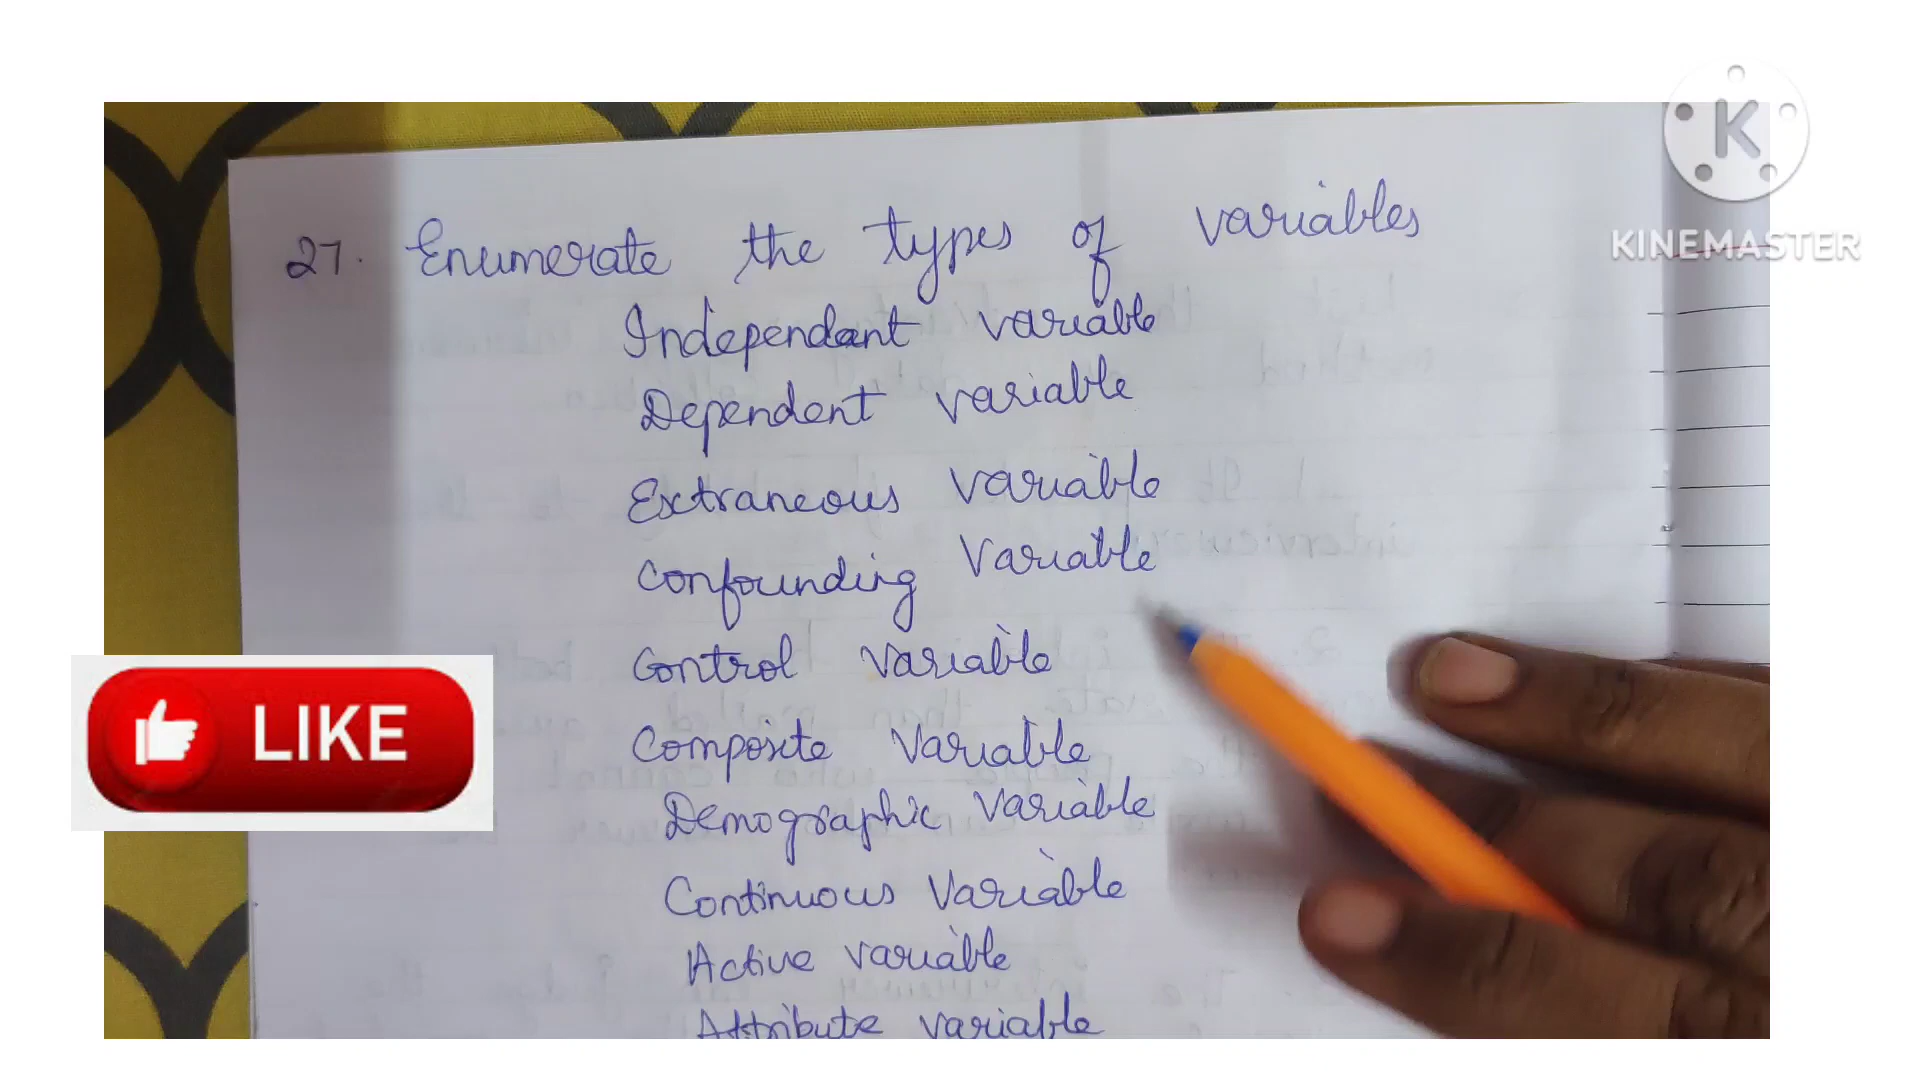 KINEMASTER
27. Enumerate the types of variables
Independent variable
Dependent variable
Extraneous variable
Confounding Variable
Control Variable
Composite Variable
Demographic Variable
Continuous Variable
Active variable
Attribute variable
LIKE